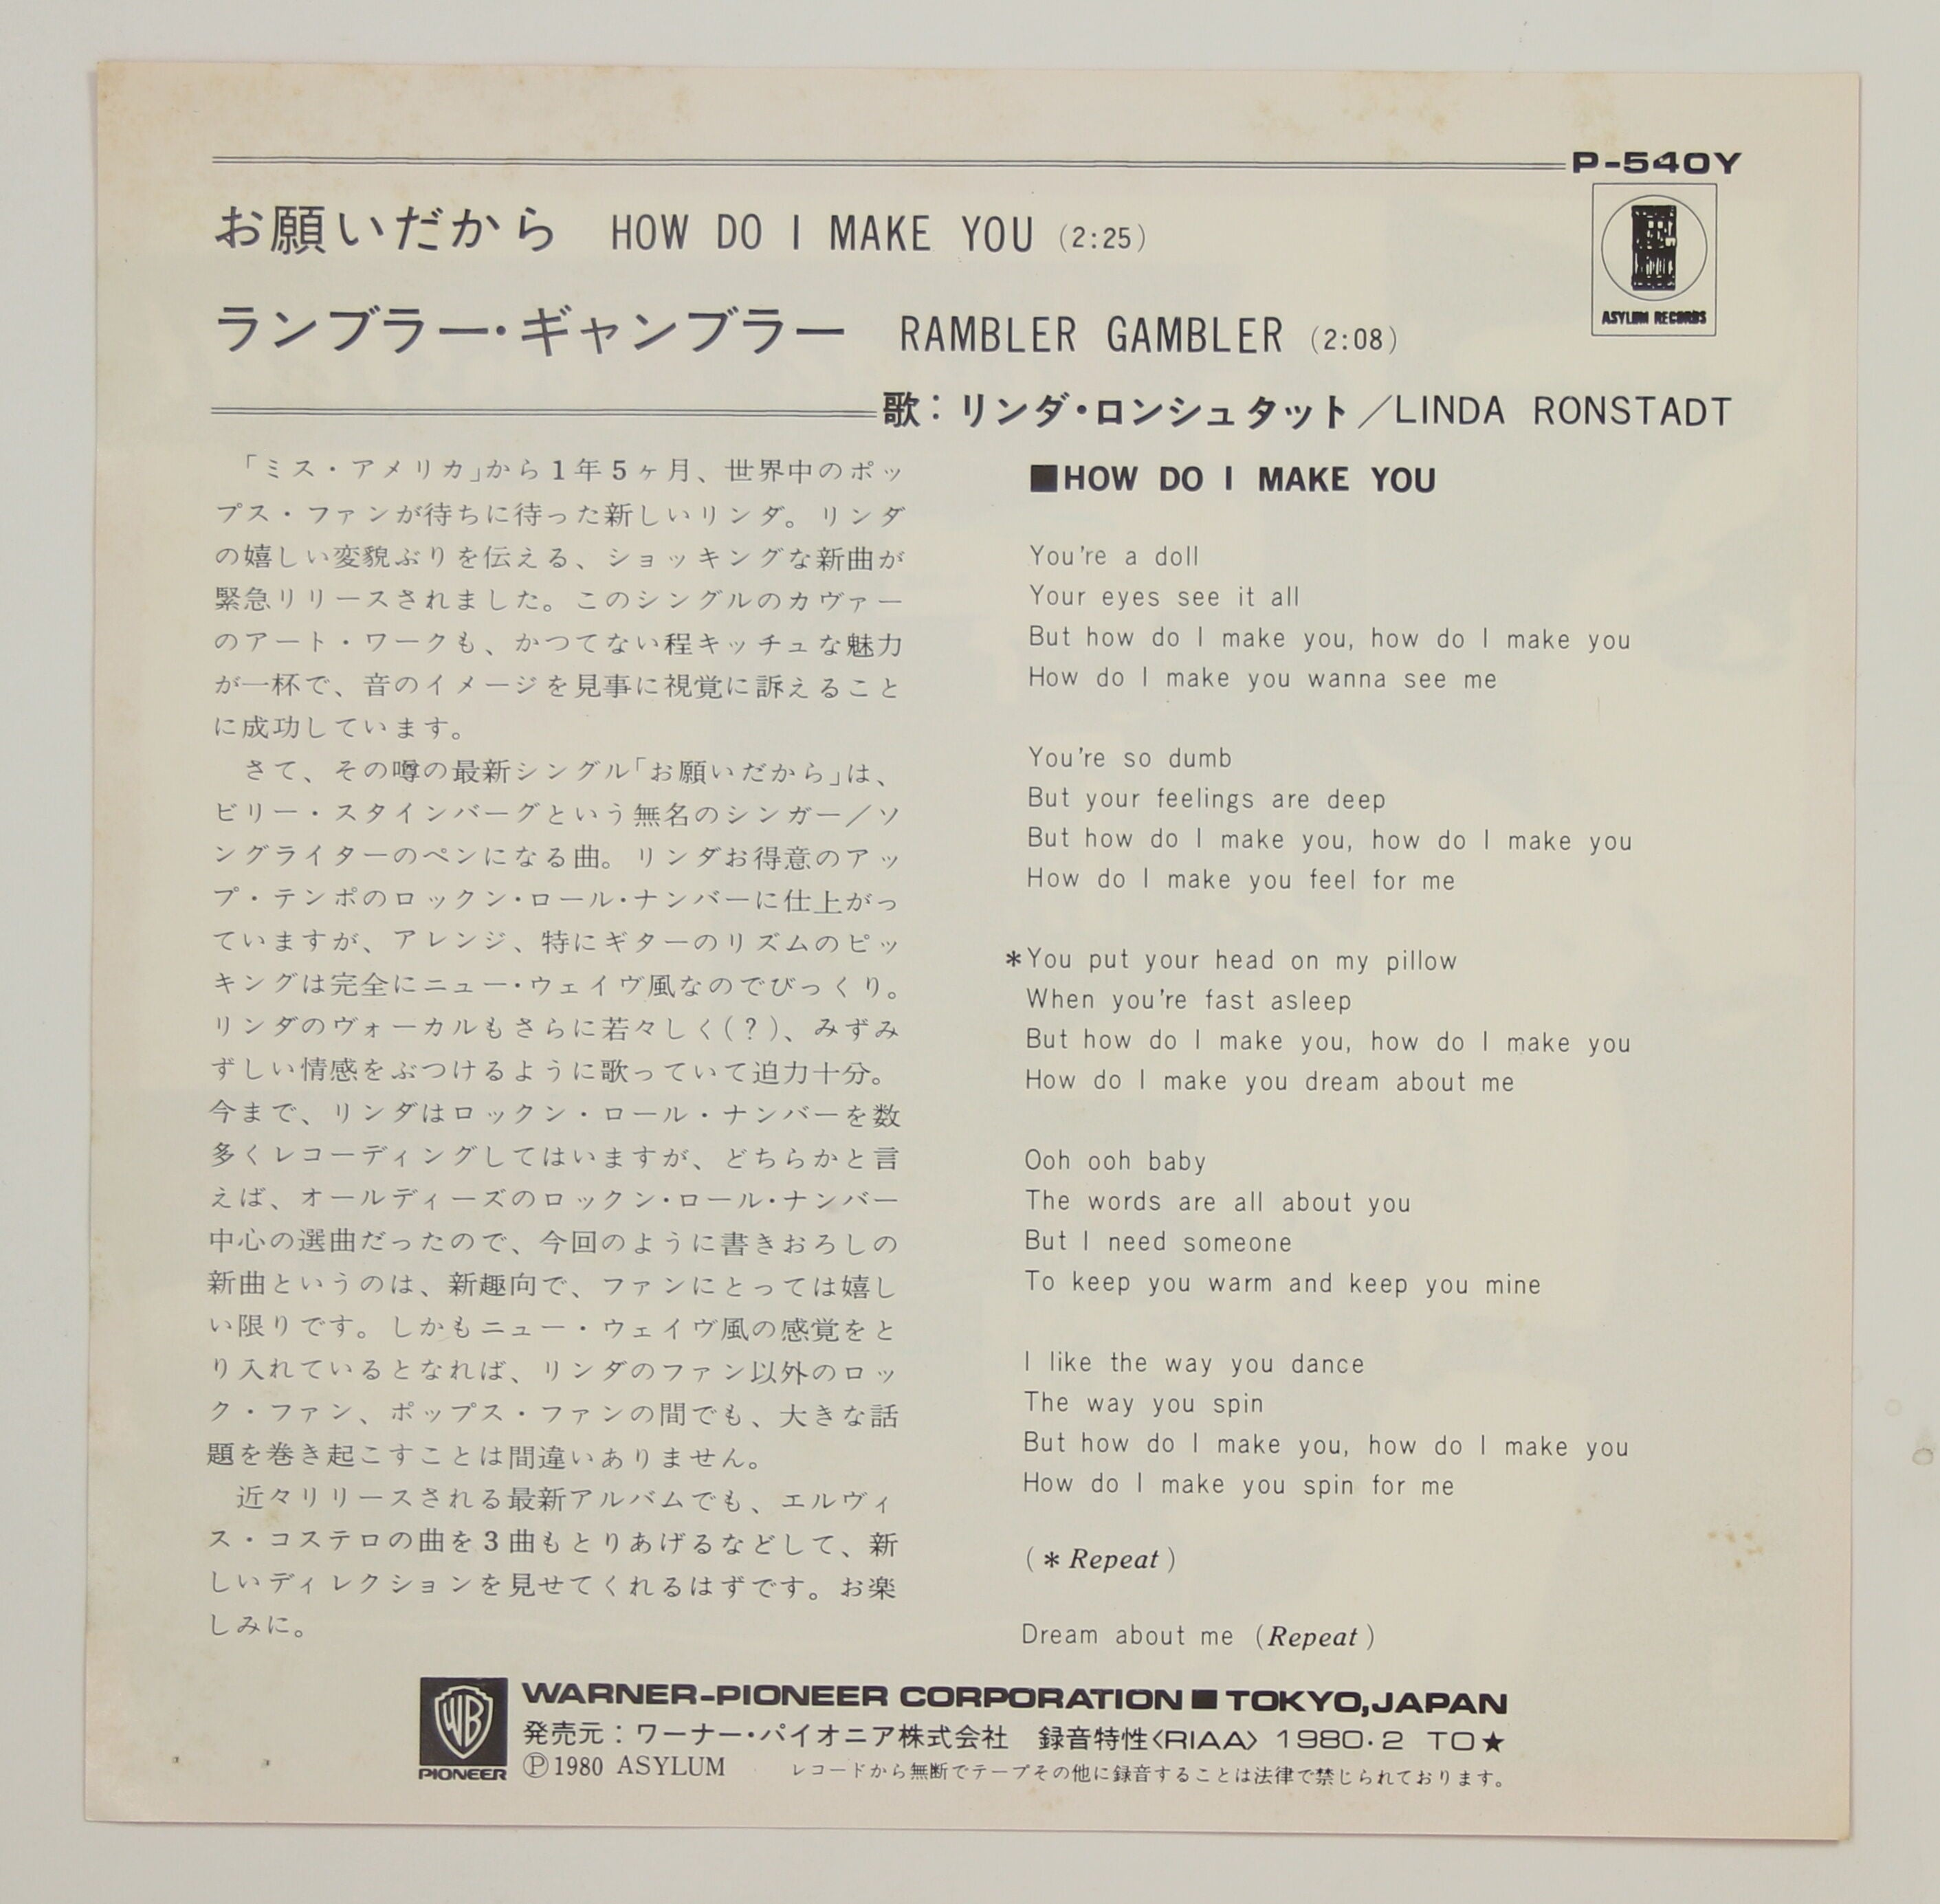 P-540Y
お願いだから HOW DO I MAKE YOU (2:25)
ランブラー・ギャンブラー RAMBLER GAMBLER (2:08)
ASYLUM RECORDS
歌：リンダ・ロンシュタット／LINDA RONSTADT
「ミス・アメリカ」から1年5ヶ月、世界中のポッ
プス・ファンが待ちに待った新しいリンダ。リンダ
の嬉しい変貌ぶりを伝える、ショッキングな新曲が
緊急リリースされました。このシングルのカヴァー
のアート・ワークも、かつてない程キッチュな魅力
が一杯で、音のイメージを見事に視覚に訴えること
に成功しています。
さて、その噂の最新シングル「お願いだから」は、
ビリー・スタインバーグという無名のシンガー／ソ
ングライターのペンになる曲。リンダお得意のアッ
プ・テンポのロックン・ロール・ナンバーに仕上がっ
ていますが、アレンジ、特にギターのリズムのピッ
キングは完全にニュー・ウェイヴ風なのでびっくり。
リンダのヴォーカルもさらに若々しく(？)、みずみ
ずしい情感をぶつけるように歌っていて迫力十分。
今まで、リンダはロックン・ロール・ナンバーを数
多くレコーディングしてはいますが、どちらかと言
えば、オールディーズのロックン・ロール・ナンバー
中心の選曲だったので、今回のように書きおろしの
新曲というのは、新趣向で、ファンにとっては嬉し
い限りです。しかもニュー・ウェイヴ風の感覚をと
り入れているとなれば、リンダのファン以外のロッ
ク・ファン、ポップス・ファンの間でも、大きな話
題を巻き起こすことは間違いありません。
近々リリースされる最新アルバムでも、エルヴィ
ス・コステロの曲を3曲もとりあげるなどして、新
しいディレクションを見せてくれるはずです。お楽
しみに。
■HOW DO I MAKE YOU
You're a doll
Your eyes see it all
But how do I make you, how do I make you
How do I make you wanna see me
You're so dumb
But your feelings are deep
But how do I make you, how do I make you
How do I make you feel for me
*You put your head on my pillow
When you're fast asleep
But how do I make you, how do I make you
How do I make you dream about me
Ooh ooh baby
The words are all about you
But I need someone
To keep you warm and keep you mine
I like the way you dance
The way you spin
But how do I make you, how do I make you
How do I make you spin for me
(* Repeat)
Dream about me (Repeat)
WB
PIONEER
WARNER-PIONEER CORPORATION ■ TOKYO, JAPAN
発売元：ワーナー・パイオニア株式会社 録音特性〈RIAA〉 1980・2 TO★
Ⓟ1980 ASYLUM レコードから無断でテープその他に録音することは法律で禁じられております。